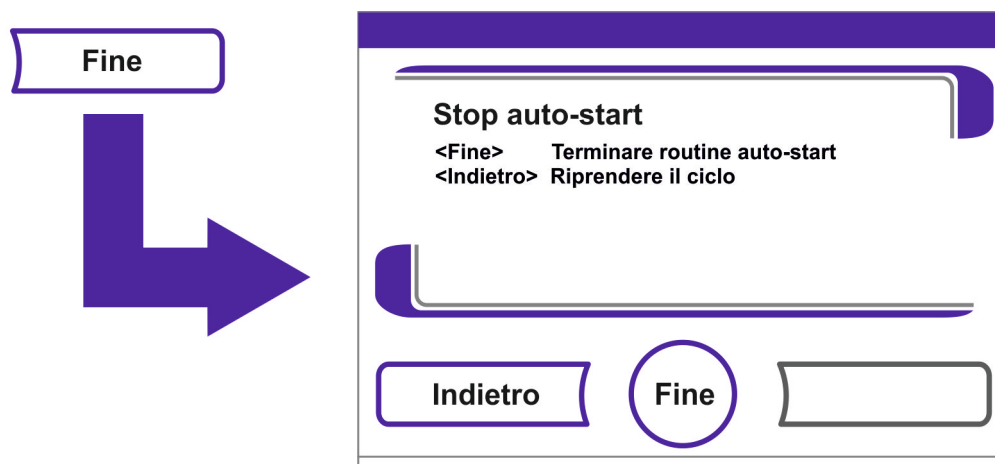 Fine
Stop auto-start
<Fine> Terminare routine auto-start
<Indietro> Riprendere il ciclo
Indietro
Fine